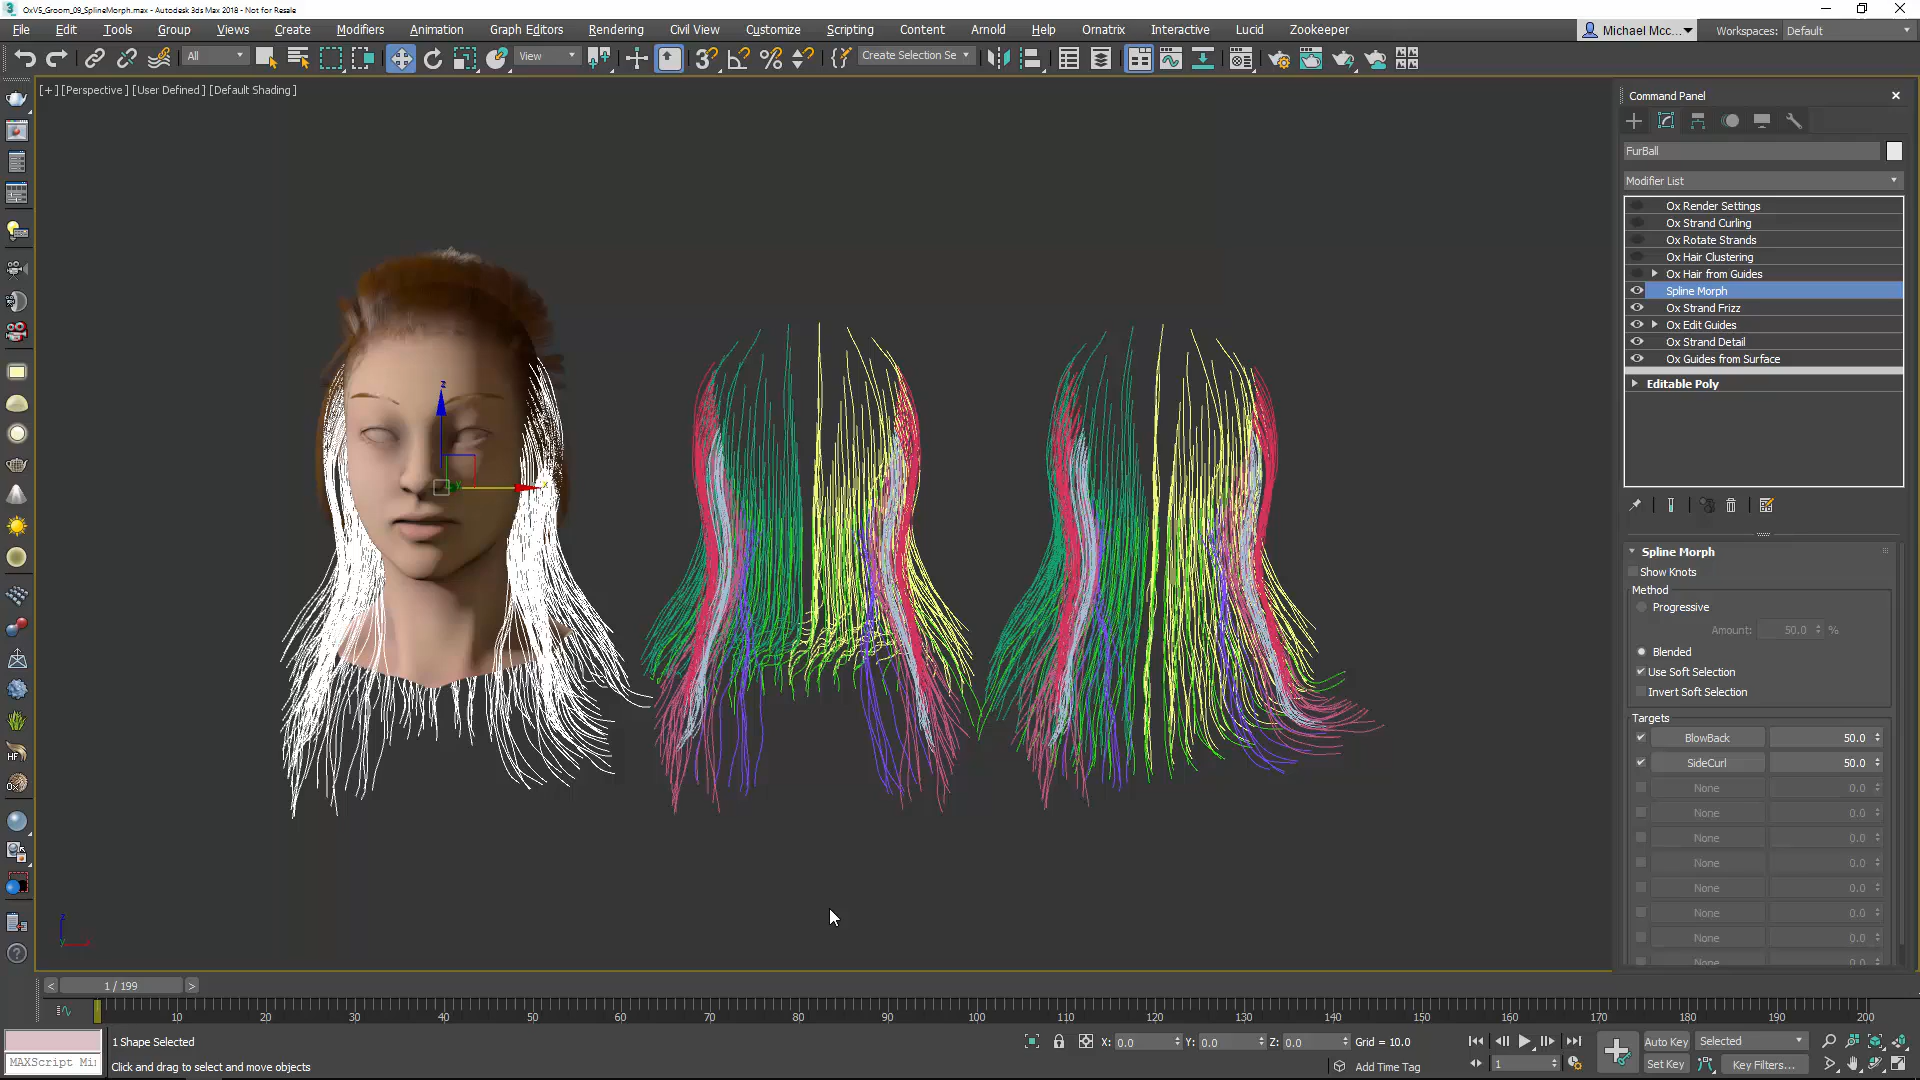 OxV5_Groom_09_SplineMorph.max - Autodesk 3ds Max 2018 - Not for Resale
File Edit Tools Group Views Create Modifiers Animation Graph Editors Rendering Civil View Customize Scripting Content Arnold Help Ornatrix Interactive Lucid Zookeeper
Michael Mcc... Workspaces: Default
All View Create Selection Se
[+] [Perspective] [User Defined] [Default Shading]
Command Panel
FurBall
Modifier List
Ox Render Settings
Ox Strand Curling
Ox Rotate Strands
Ox Hair Clustering
Ox Hair from Guides
Spline Morph
Ox Strand Frizz
Ox Edit Guides
Ox Strand Detail
Ox Guides from Surface
Editable Poly
Spline Morph
Show Knots
Method
Progressive
Amount: 50.0 %
Blended
Use Soft Selection
Invert Soft Selection
Targets
BlowBack 50.0
SideCurl 50.0
None 0.0
None 0.0
None 0.0
None 0.0
None 0.0
None 0.0
None 0.0
None 0.0
z
x
y
z
HF
OX
< 1 / 199 >
10 20 30 40 50 60 70 80 90 100 110 120 130 140 150 160 170 180 190 200
1 Shape Selected X: 0.0 Y: 0.0 Z: 0.0 Grid = 10.0 Auto Key Selected
MAXScript Mi
Click and drag to select and move objects Add Time Tag 1 Set Key Key Filters...